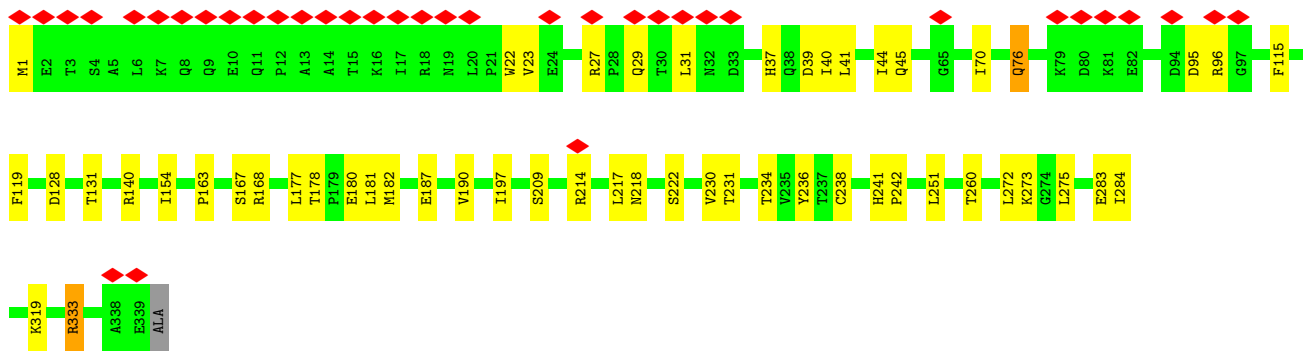 M1 E2 T3 S4 A5 L6 K7 Q8 Q9 E10 Q11 P12 A13 A14 T15 K16 I17 R18 N19 L20 P21 W22 V23 E24 R27 P28 Q29 T30 L31 N32 D33 H37 Q38 D39 I40 L41 I44 Q45 G65 I70 Q76 K79 D80 K81 E82 D94 D95 R96 G97 F115
F119 D128 T131 R140 I154 P163 S167 R168 L177 T178 P179 E180 L181 M182 E187 V190 I197 S209 R214 L217 N218 S222 V230 T231 T234 V235 Y236 T237 C238 H241 P242 L251 T260 L272 K273 G274 L275 E283 I284
K319 R333 A338 E339 ALA